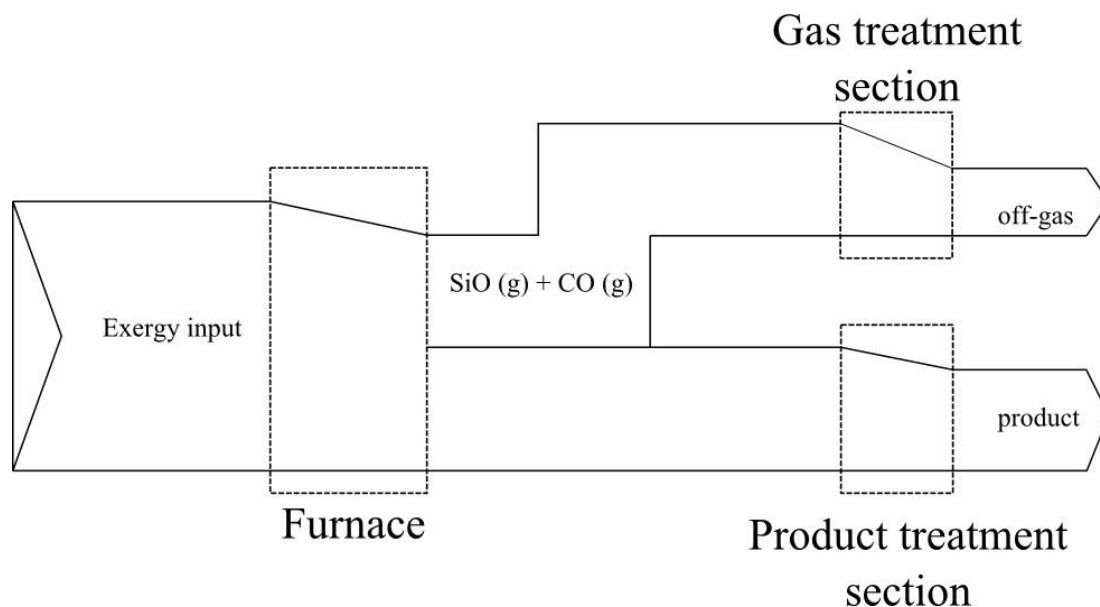 Gas treatment
section
off-gas
SiO (g) + CO (g)
Exergy input
product
Furnace
Product treatment
section